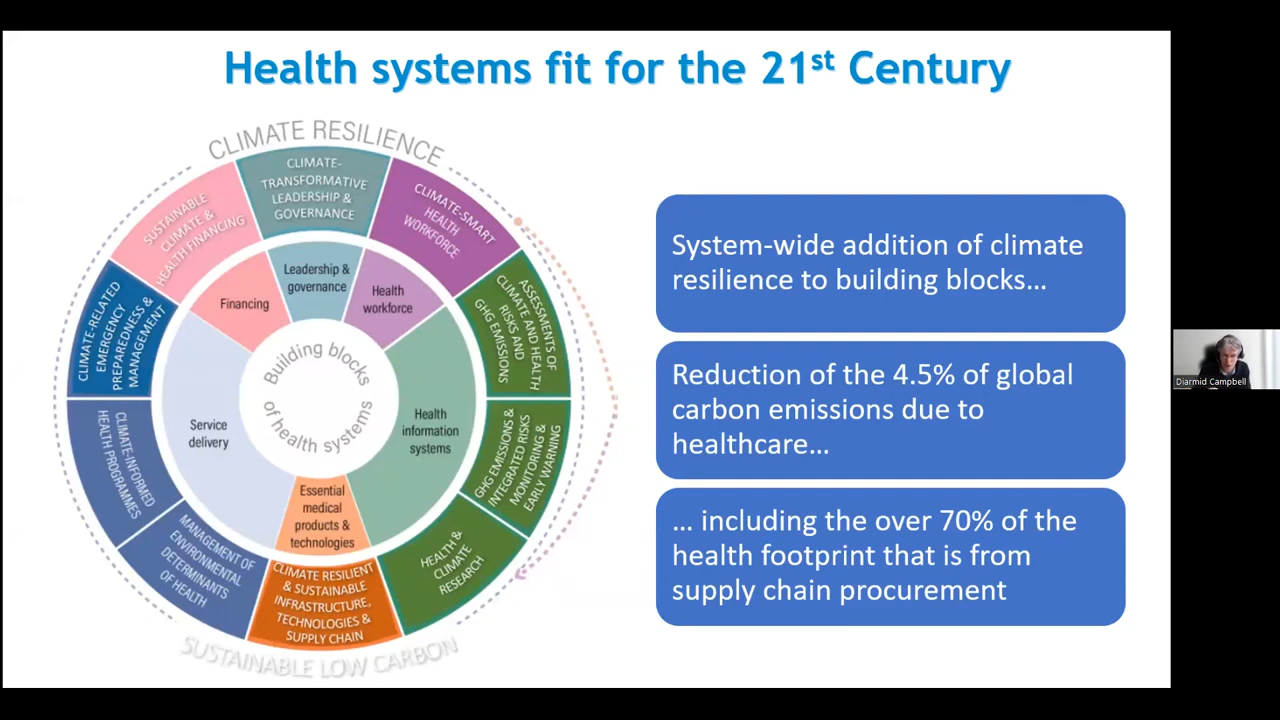 Health systems fit for the 21st Century
CLIMATE RESILIENCE
CLIMATE-
TRANSFORMATIVE
LEADERSHIP &
GOVERNANCE
CLIMATE-SMART
HEALTH
WORKFORCE
ASSESSMENTS OF
CLIMATE AND HEALTH
RISKS AND
GHG EMISSIONS
GHG EMISSIONS &
INTEGRATED RISKS
MONITORING &
EARLY WARNING
HEALTH &
CLIMATE
RESEARCH
CLIMATE RESILIENT
& SUSTAINABLE
INFRASTRUCTURE,
TECHNOLOGIES &
SUPPLY CHAIN
MANAGEMENT OF
ENVIRONMENTAL
DETERMINANTS
OF HEALTH
CLIMATE-INFORMED
HEALTH PROGRAMMES
CLIMATE-RELATED
EMERGENCY
PREPAREDNESS &
MANAGEMENT
SUSTAINABLE
CLIMATE &
HEALTH FINANCING
Leadership &
governance
Health
workforce
Health
information
systems
Essential
medical
products &
technologies
Service
delivery
Financing
Building blocks
of health systems
SUSTAINABLE LOW CARBON
System-wide addition of climate
resilience to building blocks...
Reduction of the 4.5% of global
carbon emissions due to
healthcare...
... including the over 70% of the
health footprint that is from
supply chain procurement
Diarmid Campbell